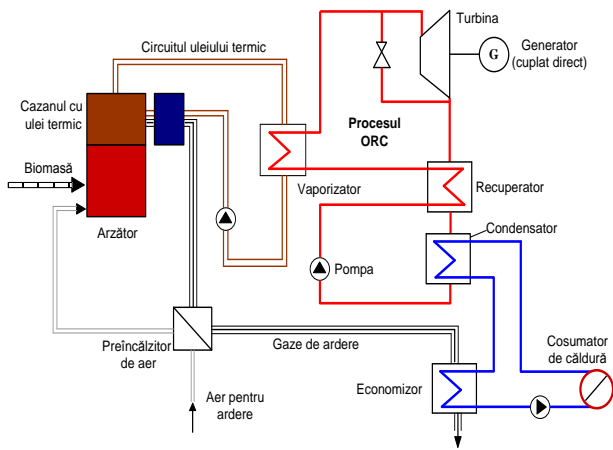 Turbina
Circuitul uleiului termic
Generator
(cuplat direct)
G
Cazanul cu
ulei termic
Procesul
ORC
Biomasă
Vaporizator
Recuperator
Arzător
Condensator
Pompa
Preîncălzitor
de aer
Gaze de ardere
Cosumator
de căldură
Economizor
Aer pentru
ardere